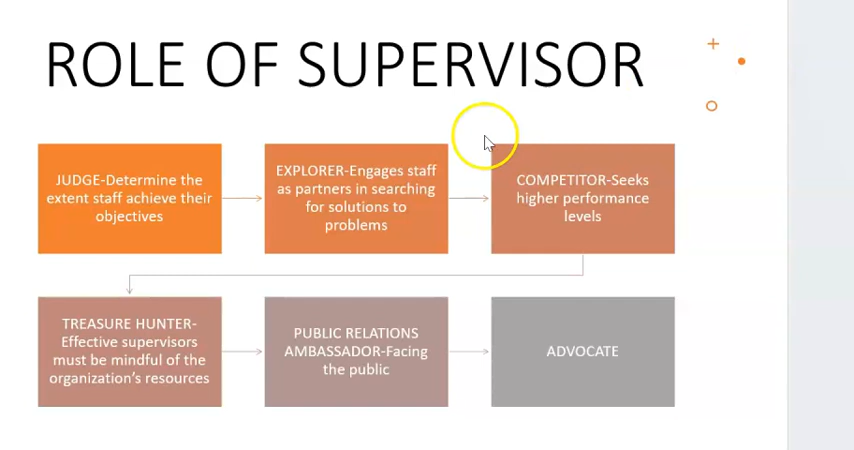 ROLE OF SUPERVISOR
JUDGE-Determine the
extent staff achieve their
objectives
EXPLORER-Engages staff
as partners in searching
for solutions to
problems
COMPETITOR-Seeks
higher performance
levels
TREASURE HUNTER-
Effective supervisors
must be mindful of the
organization's resources
PUBLIC RELATIONS
AMBASSADOR-Facing
the public
ADVOCATE